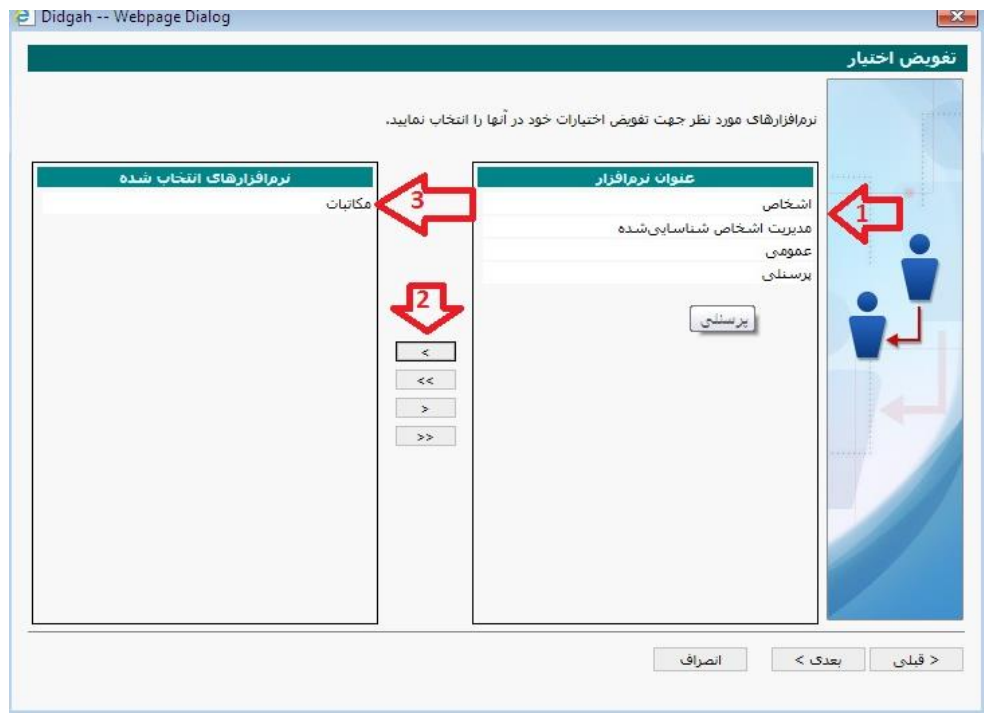 Didgah -- Webpage Dialog
تفویض اختیار
نرم‌افزارهای مورد نظر جهت تفویض اختیارات خود در آنها را انتخاب نمایید.
عنوان نرم‌افزار
اشخاص
مدیریت اشخاص شناسایی‌شده
عمومی
پرسنلی
پرسنلی
1
2
<
<<
>
>>
نرم‌افزارهای انتخاب شده
مکاتبات
3
< قبلی
بعدی >
انصراف